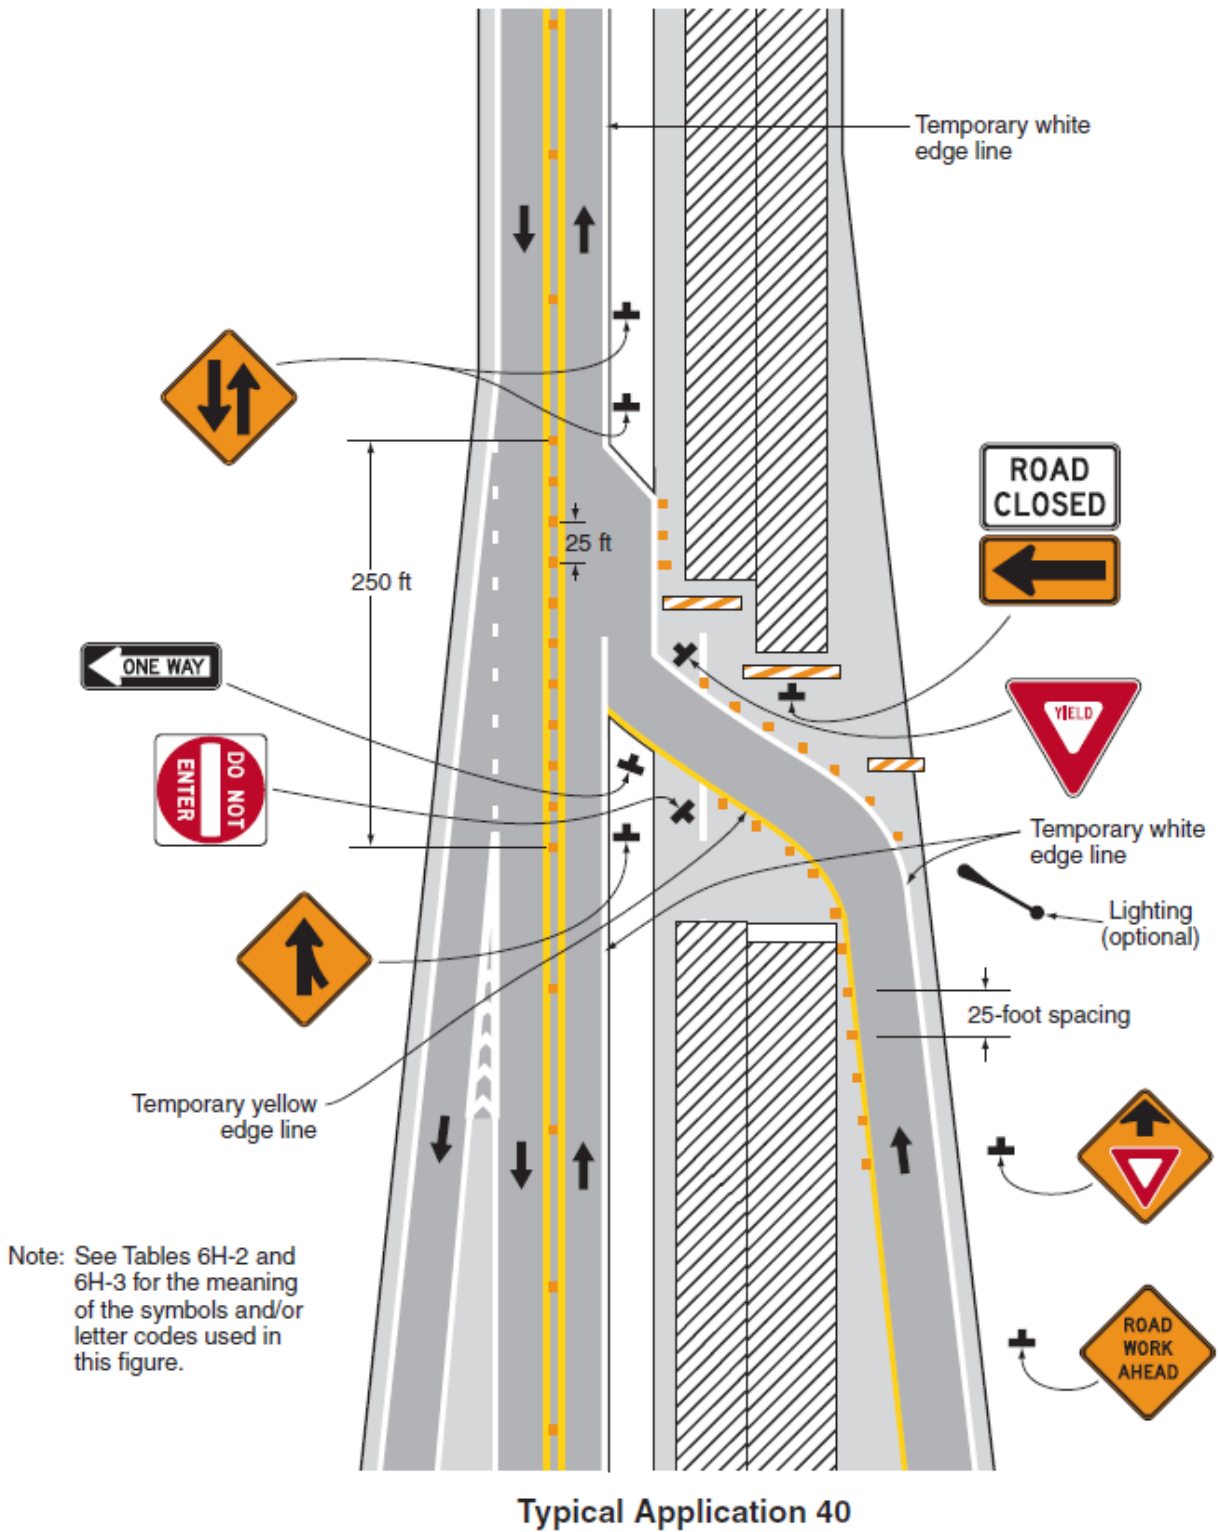 Temporary white
edge line
ROAD
CLOSED
25 ft
250 ft
ONE WAY
YIELD
DO NOT
ENTER
Temporary white
edge line
Lighting
(optional)
25-foot spacing
Temporary yellow
edge line
Note: See Tables 6H-2 and
6H-3 for the meaning
of the symbols and/or
letter codes used in
this figure.
ROAD
WORK
AHEAD
Typical Application 40